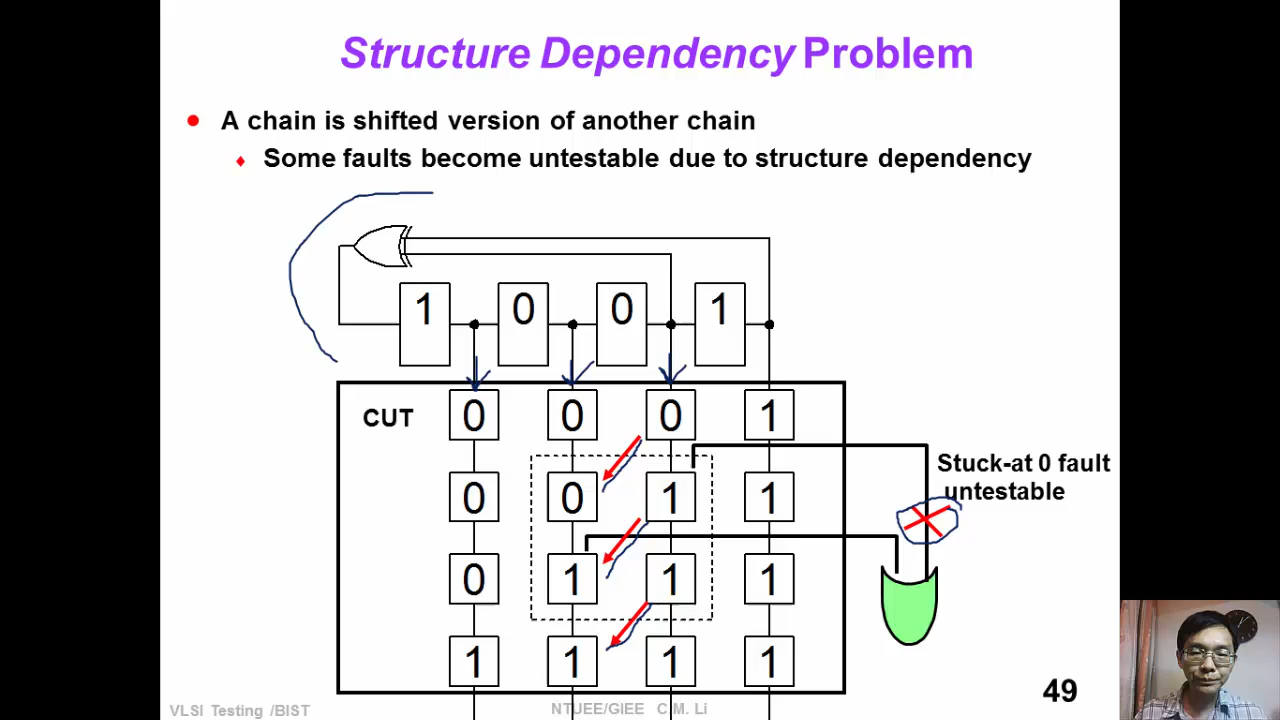 Structure Dependency Problem
A chain is shifted version of another chain
Some faults become untestable due to structure dependency
1 0 0 1
CUT 0 0 0 1
Stuck-at 0 fault
untestable
0 0 1 1
0 1 1 1
1 1 1 1
49
VLSI Testing /BIST
NTUEE/GIEE C.M. Li